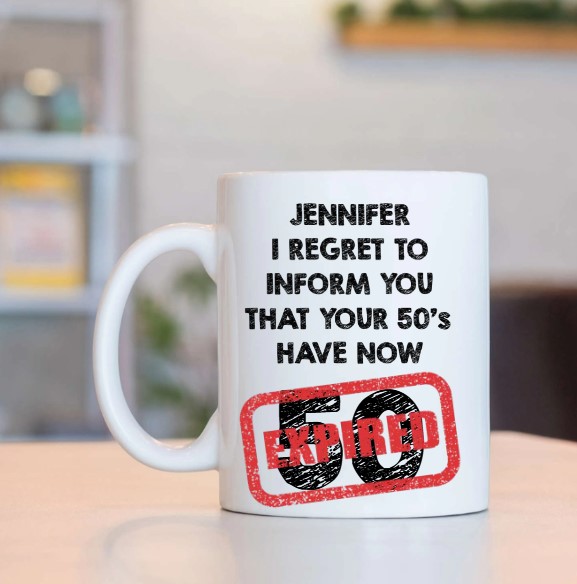 JENNIFER
I REGRET TO
INFORM YOU
THAT YOUR 50's
HAVE NOW
50
EXPIRED